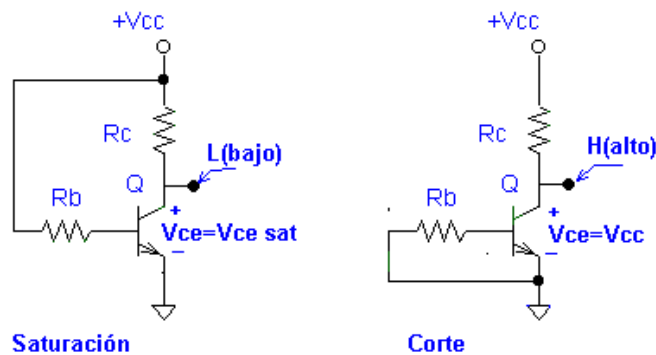 +Vcc
Rc
L(bajo)
Rb
Q
+
Vce=Vce sat
–
Saturación
+Vcc
Rc
H(alto)
Rb
Q
+
Vce=Vcc
–
Corte